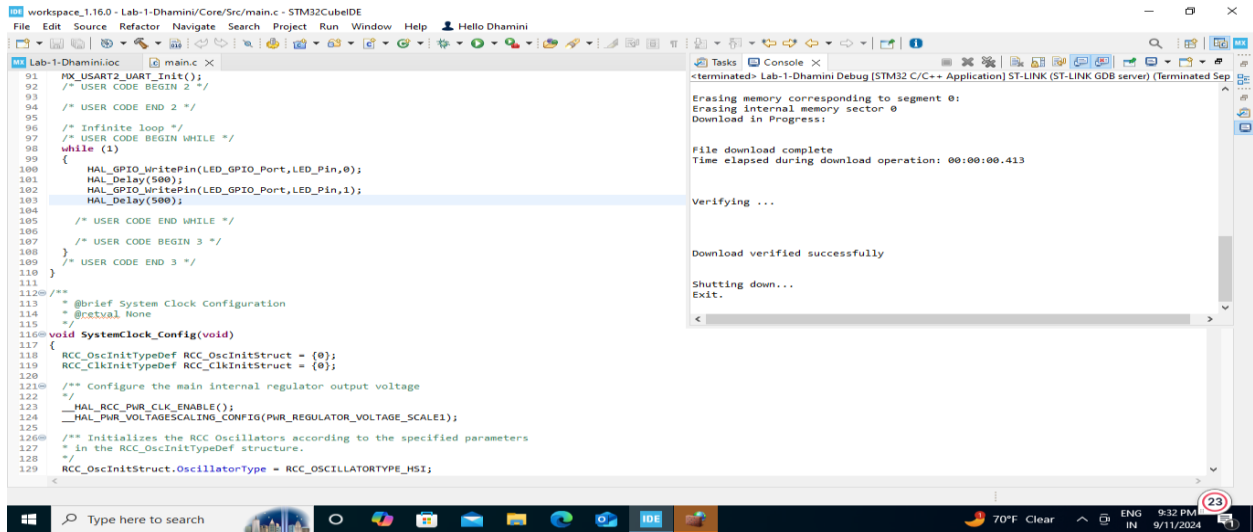 workspace_1.16.0 - Lab-1-Dhamini/Core/Src/main.c - STM32CubeIDE
File Edit Source Refactor Navigate Search Project Run Window Help Hello Dhamini
Lab-1-Dhamini.ioc main.c
91 MX_USART2_UART_Init();
92 /* USER CODE BEGIN 2 */
93
94 /* USER CODE END 2 */
95
96 /* Infinite loop */
97 /* USER CODE BEGIN WHILE */
98 while (1)
99 {
100 HAL_GPIO_WritePin(LED_GPIO_Port,LED_Pin,0);
101 HAL_Delay(500);
102 HAL_GPIO_WritePin(LED_GPIO_Port,LED_Pin,1);
103 HAL_Delay(500);
104
105 /* USER CODE END WHILE */
106
107 /* USER CODE BEGIN 3 */
108 }
109 /* USER CODE END 3 */
110 }
111
112 /**
113 * @brief System Clock Configuration
114 * @retval None
115 */
116 void SystemClock_Config(void)
117 {
118 RCC_OscInitTypeDef RCC_OscInitStruct = {0};
119 RCC_ClkInitTypeDef RCC_ClkInitStruct = {0};
120
121 /** Configure the main internal regulator output voltage
122 */
123 __HAL_RCC_PWR_CLK_ENABLE();
124 __HAL_PWR_VOLTAGESCALING_CONFIG(PWR_REGULATOR_VOLTAGE_SCALE1);
125
126 /** Initializes the RCC Oscillators according to the specified parameters
127 * in the RCC_OscInitTypeDef structure.
128 */
129 RCC_OscInitStruct.OscillatorType = RCC_OSCILLATORTYPE_HSI;
Tasks Console
<terminated> Lab-1-Dhamini Debug [STM32 C/C++ Application] ST-LINK (ST-LINK GDB server) (Terminated Sep
Erasing memory corresponding to segment 0:
Erasing internal memory sector 0
Download in Progress:
File download complete
Time elapsed during download operation: 00:00:00.413
Verifying ...
Download verified successfully
Shutting down...
Exit.
IDE
MX
Type here to search
IDE
70°F Clear
ENG
IN
9:32 PM
9/11/2024
23